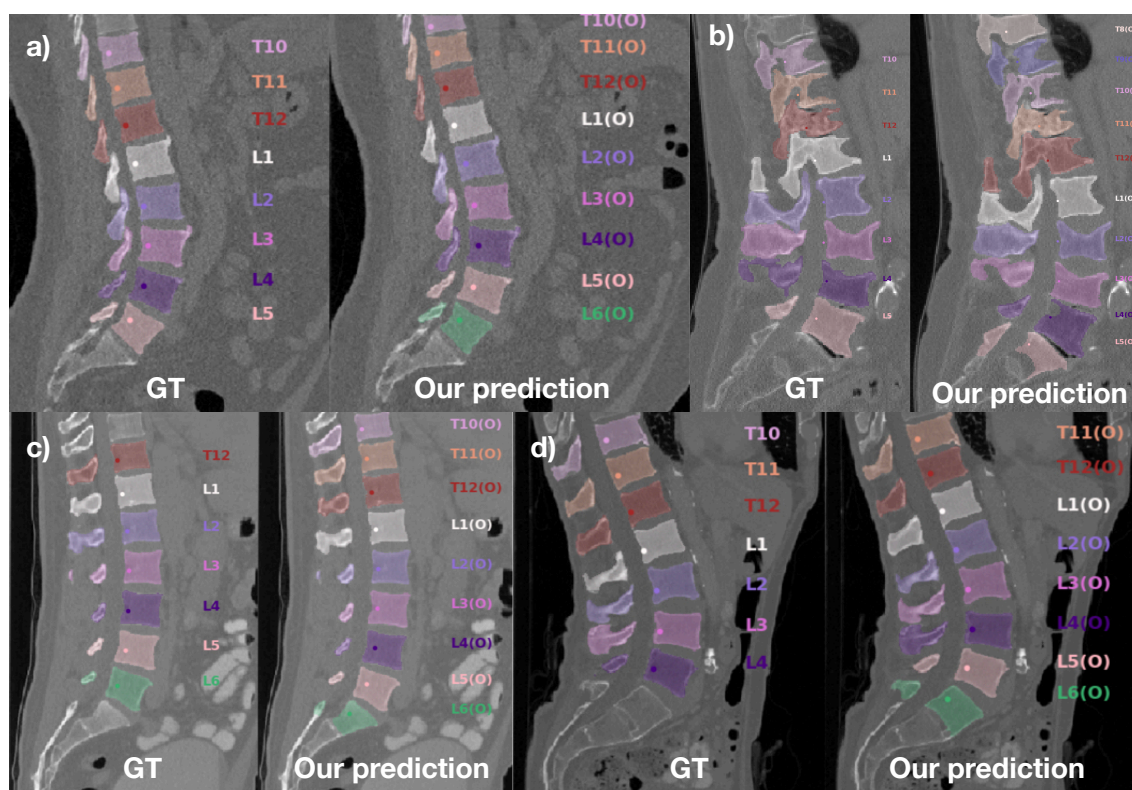 a)
T10
T11
T12
L1
L2
L3
L4
L5
GT
T10(O)
T11(O)
T12(O)
L1(O)
L2(O)
L3(O)
L4(O)
L5(O)
L6(O)
Our prediction
b)
T10
T11
T12
L1
L2
L3
L4
L5
GT
T8(O
T10(O
T11(O
T12(O
L1(O
L2(O
L3(O
L4(O
L5(O
Our prediction
c)
T12
L1
L2
L3
L4
L5
L6
GT
T10(O)
T11(O)
T12(O)
L1(O)
L2(O)
L3(O)
L4(O)
L5(O)
L6(O)
Our prediction
d)
T10
T11
T12
L1
L2
L3
L4
GT
T11(O)
T12(O)
L1(O)
L2(O)
L3(O)
L4(O)
L5(O)
L6(O)
Our prediction